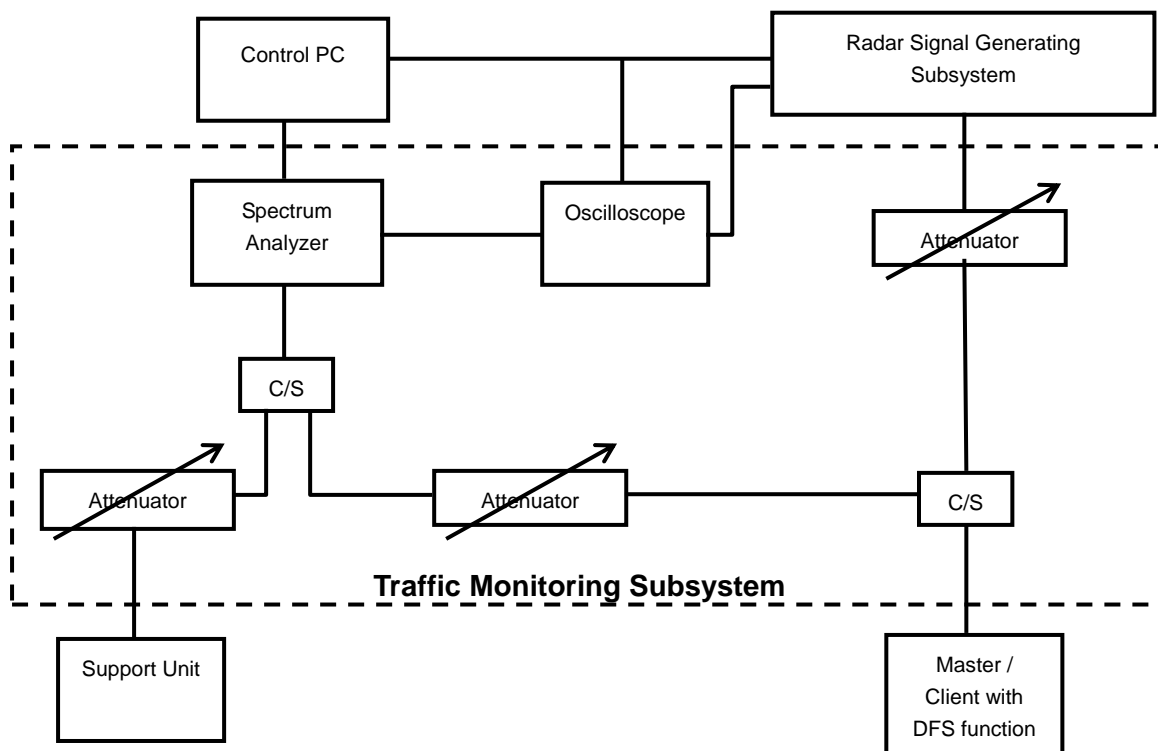 Control PC
Radar Signal Generating
Subsystem
Spectrum
Analyzer
Oscilloscope
Attenuator
C/S
Attenuator
Attenuator
C/S
Traffic Monitoring Subsystem
Support Unit
Master /
Client with
DFS function